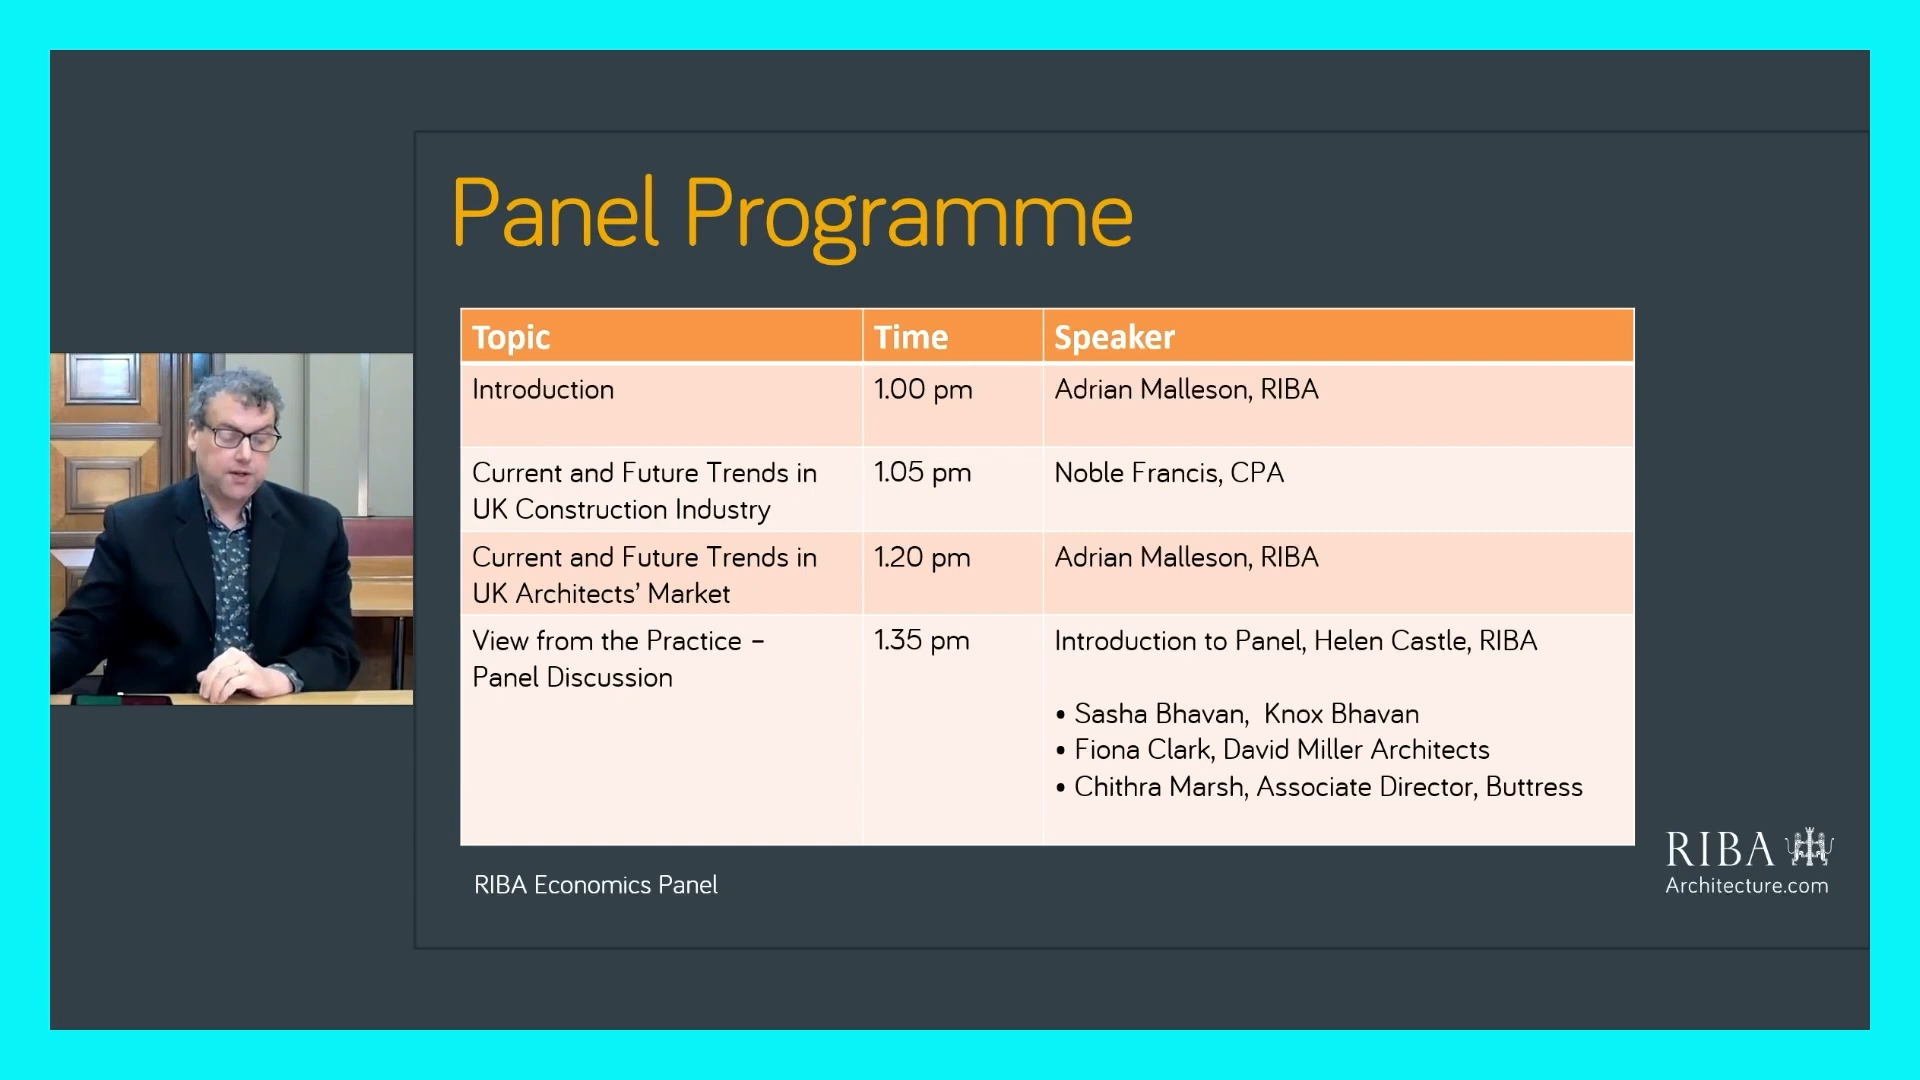 Panel Programme
Topic Time Speaker
Introduction 1.00 pm Adrian Malleson, RIBA
Current and Future Trends in 1.05 pm Noble Francis, CPA
UK Construction Industry
Current and Future Trends in 1.20 pm Adrian Malleson, RIBA
UK Architects’ Market
View from the Practice – 1.35 pm Introduction to Panel, Helen Castle, RIBA
Panel Discussion
• Sasha Bhavan,  Knox Bhavan
• Fiona Clark, David Miller Architects
• Chithra Marsh, Associate Director, Buttress
RIBA Economics Panel
RIBA
Architecture.com